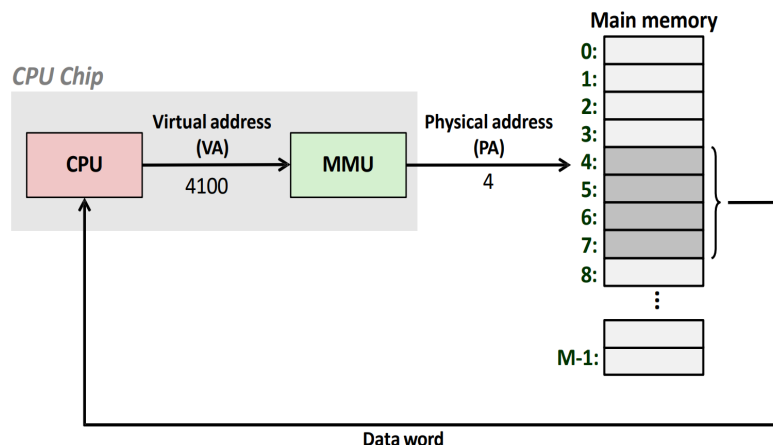 Main memory
CPU Chip
0:
1:
2:
3:
4:
5:
6:
7:
8:
M-1:
Virtual address
(VA)
4100
CPU
MMU
Physical address
(PA)
4
Data word